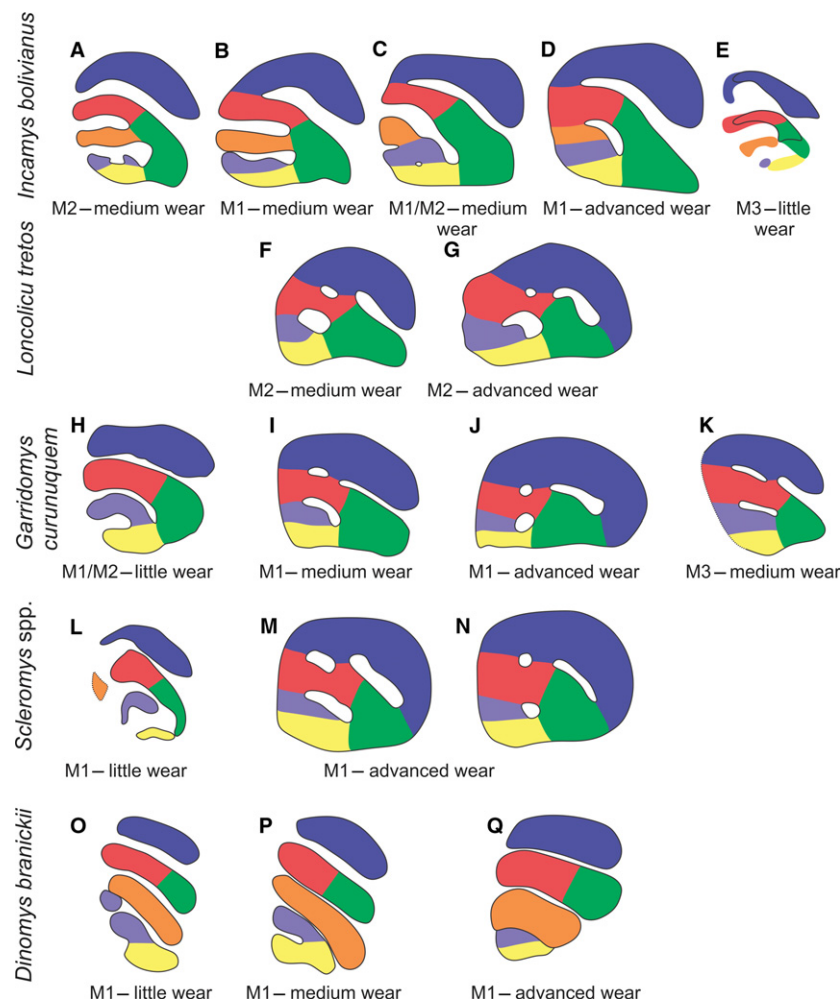 Incamys bolivianus
A
B
C
D
E
M2–medium wear
M1–medium wear
M1/M2–medium
wear
M1–advanced wear
M3–little
wear
Loncolicu tretos
F
G
M2–medium wear
M2–advanced wear
Garridomys
curunuquem
H
I
J
K
M1/M2–little wear
M1–medium wear
M1–advanced wear
M3–medium wear
Scleromys spp.
L
M
N
M1–little wear
M1–advanced wear
Dinomys branickii
O
P
Q
M1–little wear
M1–medium wear
M1–advanced wear